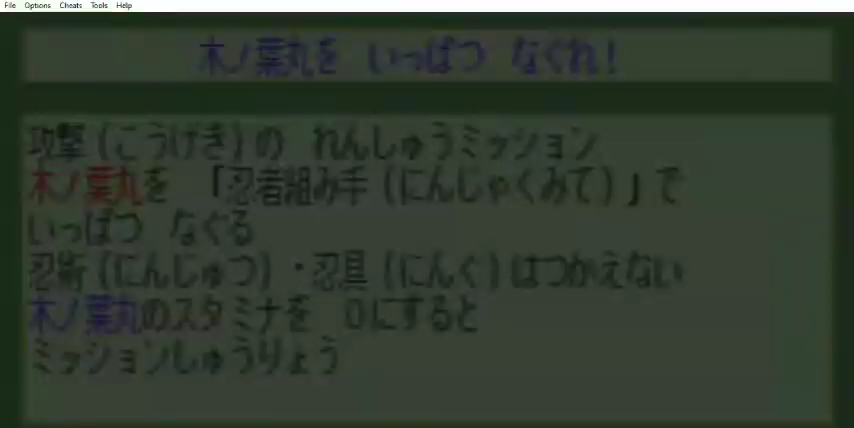 File Options Cheats Tools Help
木ノ葉丸を いっぱつ なぐれ!
攻撃(こうげき)の れんしゅうミッション
木ノ葉丸を 「忍者組み手(にんじゃくみて)」で
いっぱつ なぐる
忍術(にんじゅつ)・忍具(にんぐ)はつかえない
木ノ葉丸のスタミナを 0にすると
ミッションしゅうりょう